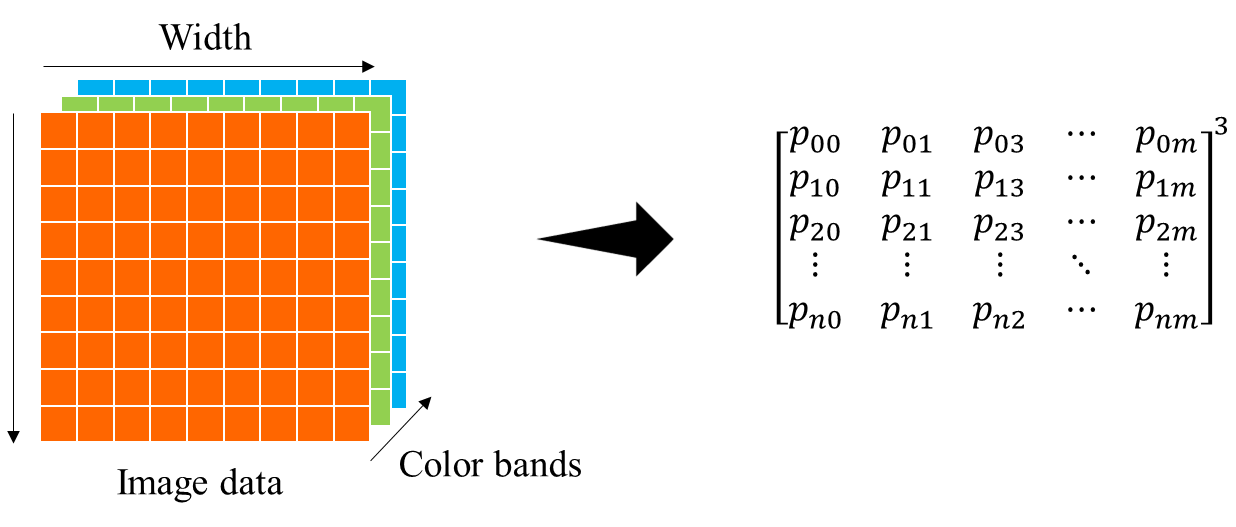 Width
p₀₀ p₀₁ p₀₃ ⋯ p₀ₘ
p₁₀ p₁₁ p₁₃ ⋯ p₁ₘ
p₂₀ p₂₁ p₂₃ ⋯ p₂ₘ
⋮ ⋮ ⋮ ⋱ ⋮
pₙ₀ pₙ₁ pₙ₂ ⋯ pₙₘ
3
Color bands
Image data